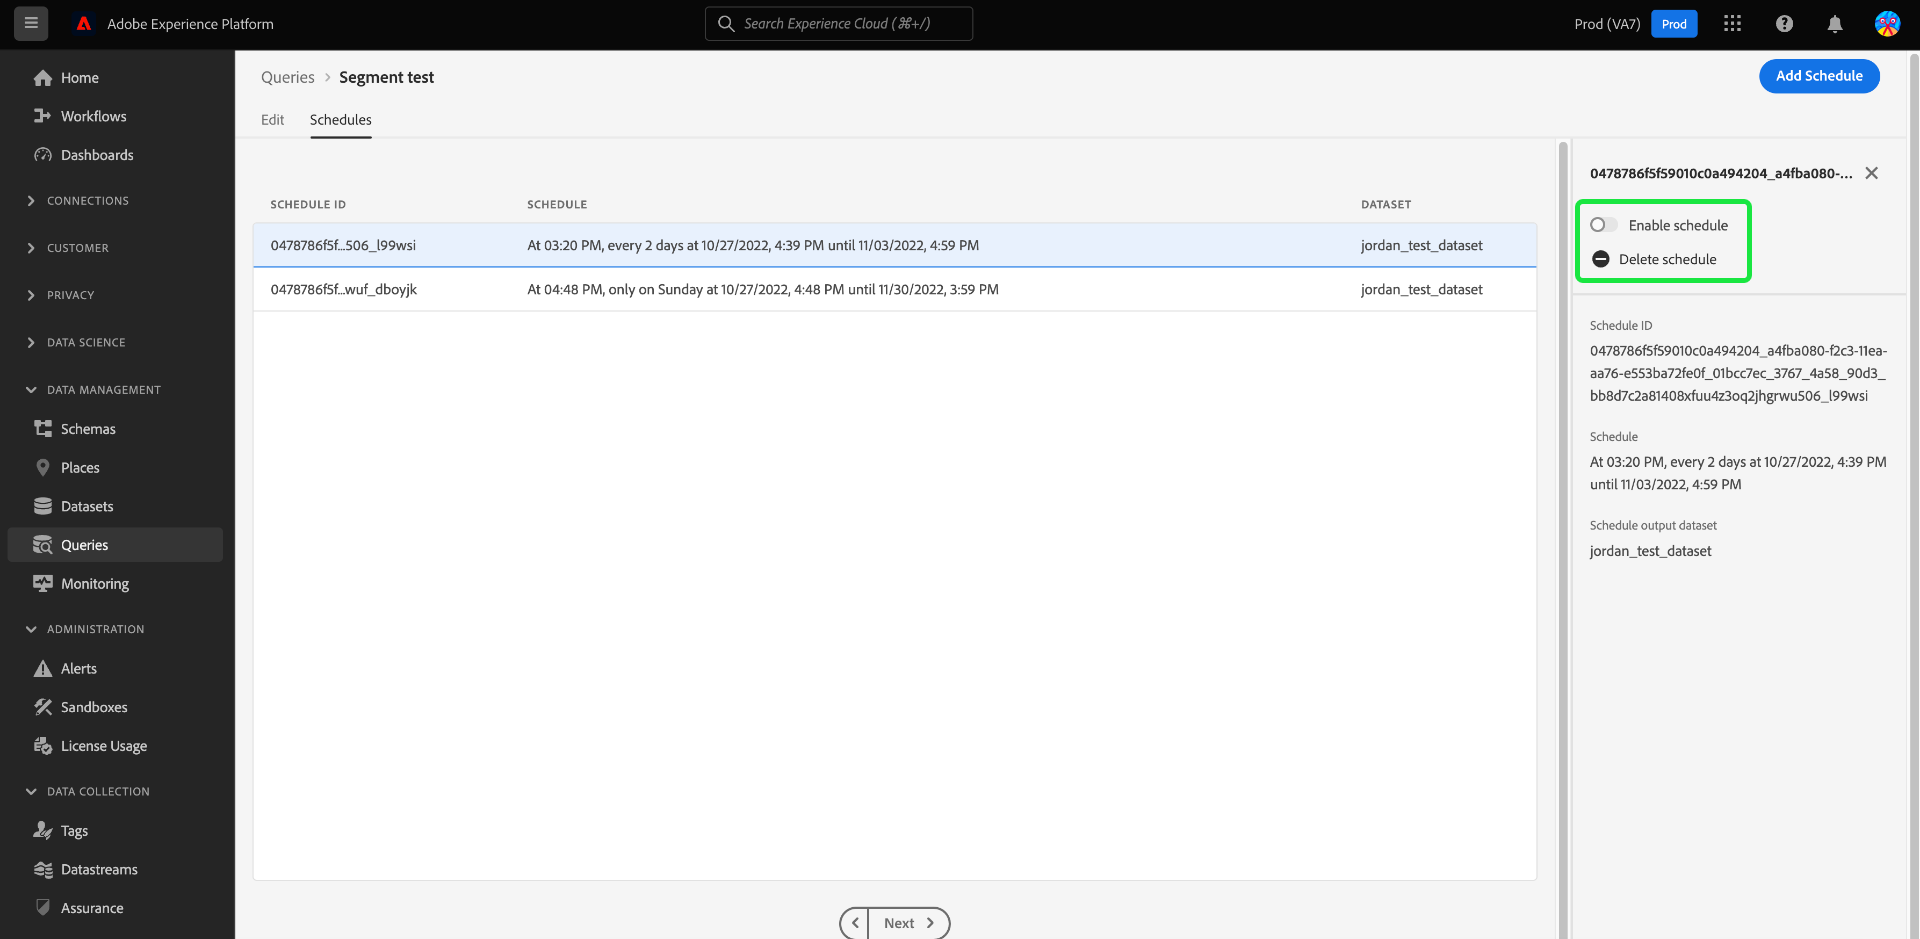 Adobe Experience Platform
Search Experience Cloud (⌘+/)
Prod (VA7)
Prod
Home
Workflows
Dashboards
CONNECTIONS
CUSTOMER
PRIVACY
DATA SCIENCE
DATA MANAGEMENT
Schemas
Places
Datasets
Queries
Monitoring
ADMINISTRATION
Alerts
Sandboxes
License Usage
DATA COLLECTION
Tags
Datastreams
Assurance
Queries > Segment test
Add Schedule
Edit
Schedules
SCHEDULE ID SCHEDULE DATASET
0478786f5f...506_l99wsi At 03:20 PM, every 2 days at 10/27/2022, 4:39 PM until 11/03/2022, 4:59 PM jordan_test_dataset
0478786f5f...wuf_dboyjk At 04:48 PM, only on Sunday at 10/27/2022, 4:48 PM until 11/30/2022, 3:59 PM jordan_test_dataset
Next
0478786f5f59010c0a494204_a4fba080-...
Enable schedule
Delete schedule
Schedule ID
0478786f5f59010c0a494204_a4fba080-f2c3-11ea-
aa76-e553ba72fe0f_01bcc7ec_3767_4a58_90d3_
bb8d7c2a81408xfuu4z3oq2jhgrwu506_l99wsi
Schedule
At 03:20 PM, every 2 days at 10/27/2022, 4:39 PM
until 11/03/2022, 4:59 PM
Schedule output dataset
jordan_test_dataset